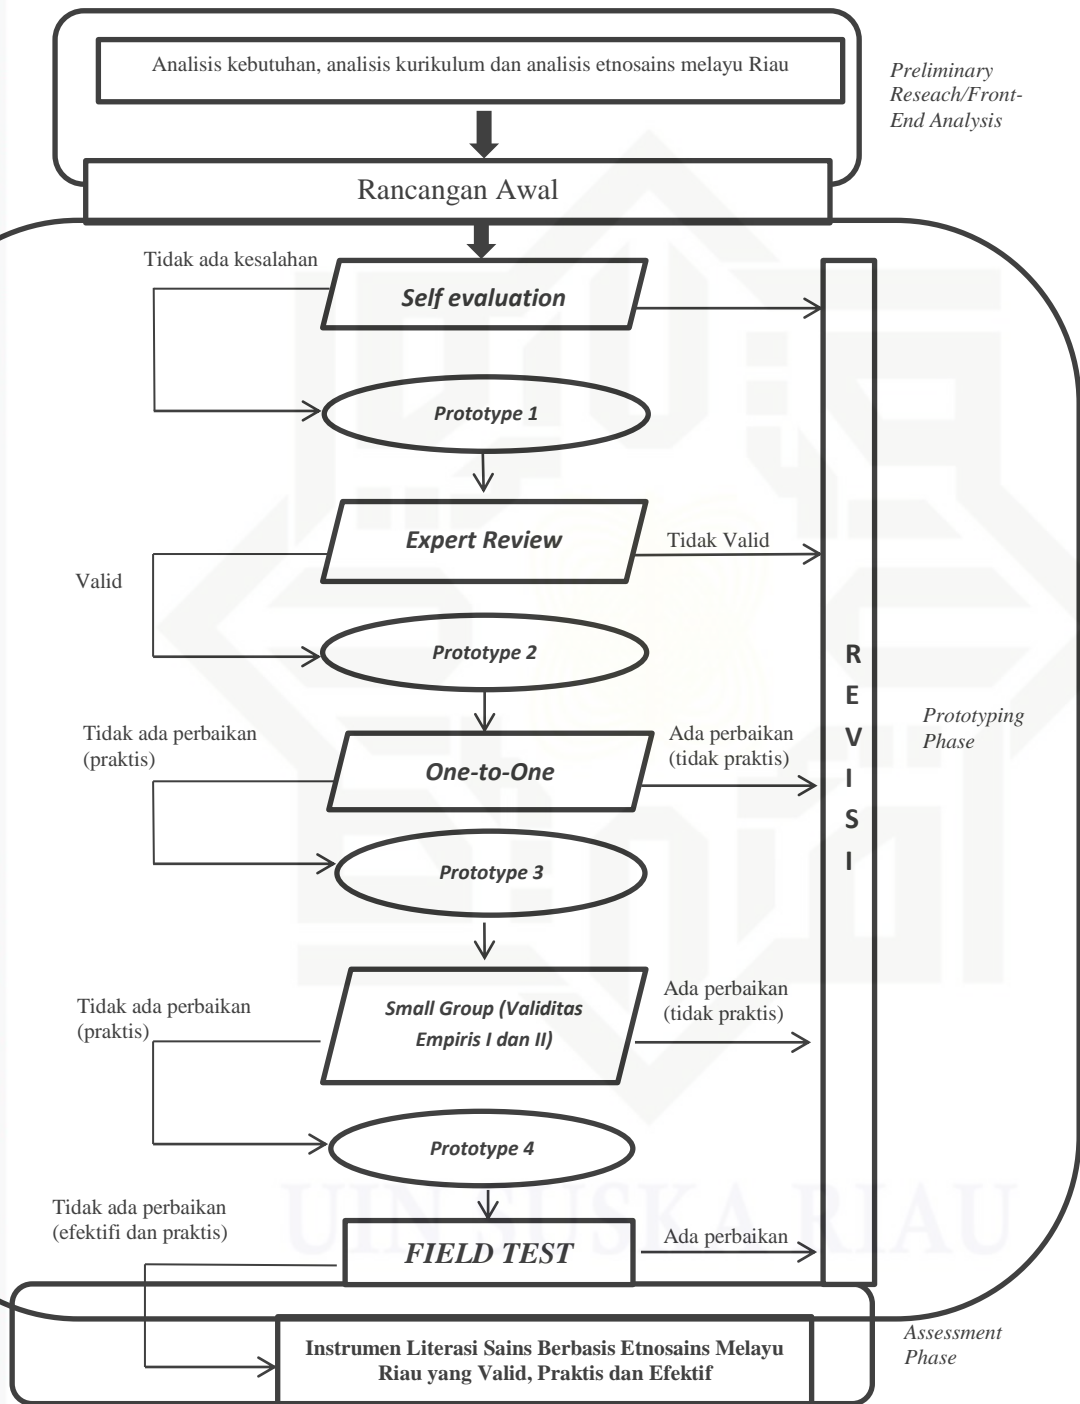 Analisis kebutuhan, analisis kurikulum dan analisis etnosains melayu Riau
Preliminary
Reseach/Front-
End Analysis
Rancangan Awal
Tidak ada kesalahan
Self evaluation
Prototype 1
Expert Review
Tidak Valid
Valid
Prototype 2
Tidak ada perbaikan
(praktis)
Ada perbaikan
(tidak praktis)
One-to-One
Prototype 3
Tidak ada perbaikan
(praktis)
Small Group (Validitas
Empiris I dan II)
Ada perbaikan
(tidak praktis)
Prototype 4
R
E
V
I
S
I
Prototyping
Phase
Tidak ada perbaikan
(efektifi dan praktis)
FIELD TEST
Ada perbaikan
UIN SUSKA RIAU
Instrumen Literasi Sains Berbasis Etnosains Melayu
Riau yang Valid, Praktis dan Efektif
Assessment
Phase